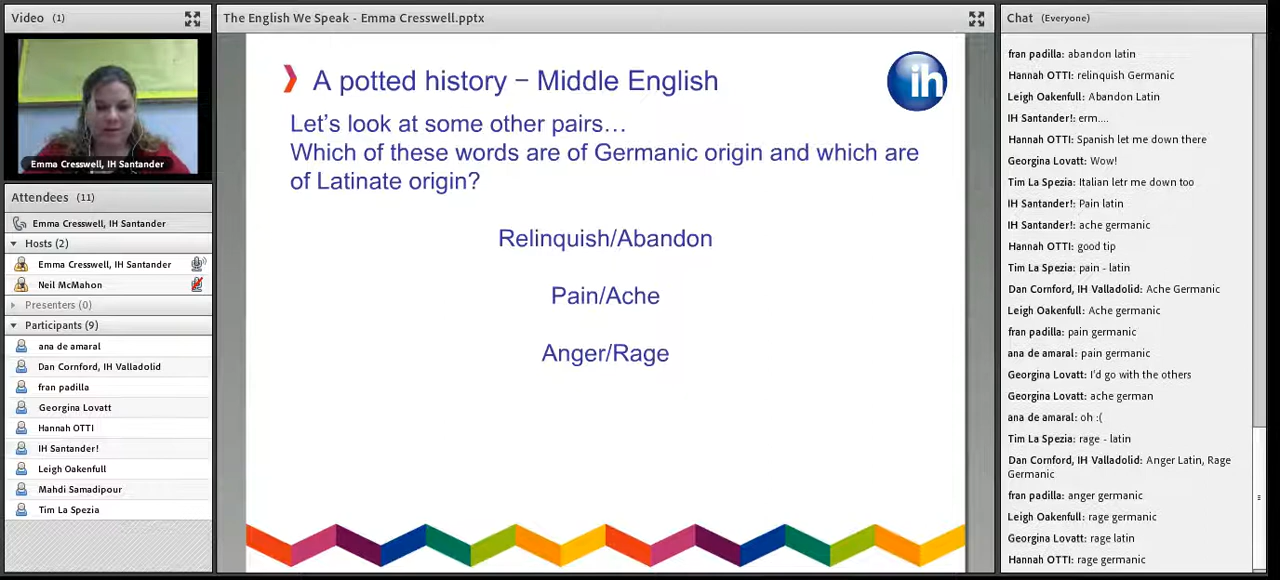 Video (1)
Emma Cresswell, IH Santander
Attendees (11)
Emma Cresswell, IH Santander
Hosts (2)
Emma Cresswell, IH Santander
Neil McMahon
Presenters (0)
Participants (9)
ana de amaral
Dan Cornford, IH Valladolid
fran padilla
Georgina Lovatt
Hannah OTTI
IH Santander!
Leigh Oakenfull
Mahdi Samadipour
Tim La Spezia
The English We Speak - Emma Cresswell.pptx
A potted history – Middle English
ih
Let's look at some other pairs…
Which of these words are of Germanic origin and which are
of Latinate origin?
Relinquish/Abandon
Pain/Ache
Anger/Rage
Chat (Everyone)
fran padilla: abandon latin
Hannah OTTI: relinquish Germanic
Leigh Oakenfull: Abandon Latin
IH Santander!: erm....
Hannah OTTI: Spanish let me down there
Georgina Lovatt: Wow!
Tim La Spezia: Italian letr me down too
IH Santander!: Pain latin
IH Santander!: ache germanic
Hannah OTTI: good tip
Tim La Spezia: pain - latin
Dan Cornford, IH Valladolid: Ache Germanic
Leigh Oakenfull: Ache germanic
fran padilla: pain germanic
ana de amaral: pain germanic
Georgina Lovatt: I'd go with the others
Georgina Lovatt: ache german
ana de amaral: oh :(
Tim La Spezia: rage - latin
Dan Cornford, IH Valladolid: Anger Latin, Rage
Germanic
fran padilla: anger germanic
Leigh Oakenfull: rage germanic
Georgina Lovatt: rage latin
Hannah OTTI: rage germanic